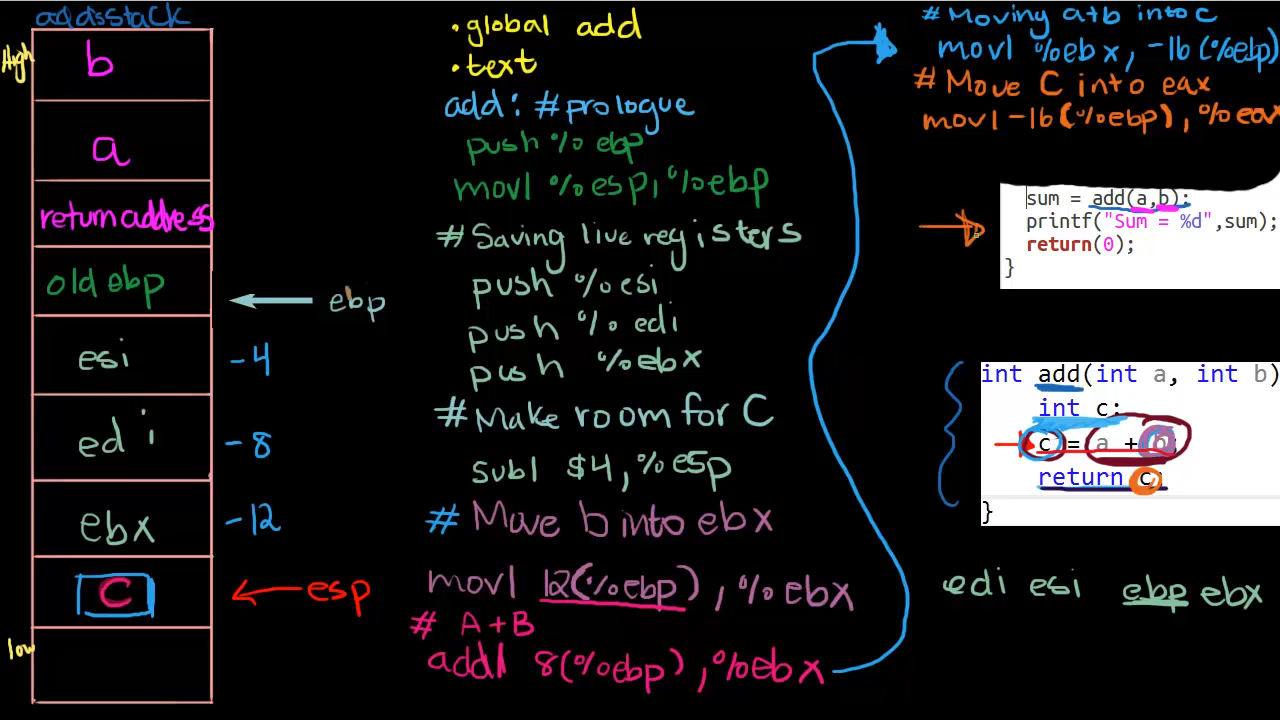 add's stack
High
b
a
return address
old ebp
ebp
esi
-4
edi
-8
ebx
-12
C
esp
low
.global add
.text
add: #prologue
push %ebp
movl %esp, %ebp
# Saving live registers
push %esi
push %edi
push %ebx
# Make room for C
subl $4, %esp
# Move b into ebx
movl 12(%ebp), %ebx
# A+B
addl 8(%ebp), %ebx
# Moving a+b into c
movl %ebx, -16(%ebp)
# Move C into eax
movl -16(%ebp), %eax
sum = add(a,b);
printf("Sum = %d",sum);
return(0);
}
int add(int a, int b)
int c;
c = a + b;
return c;
}
edi esi ebp ebx